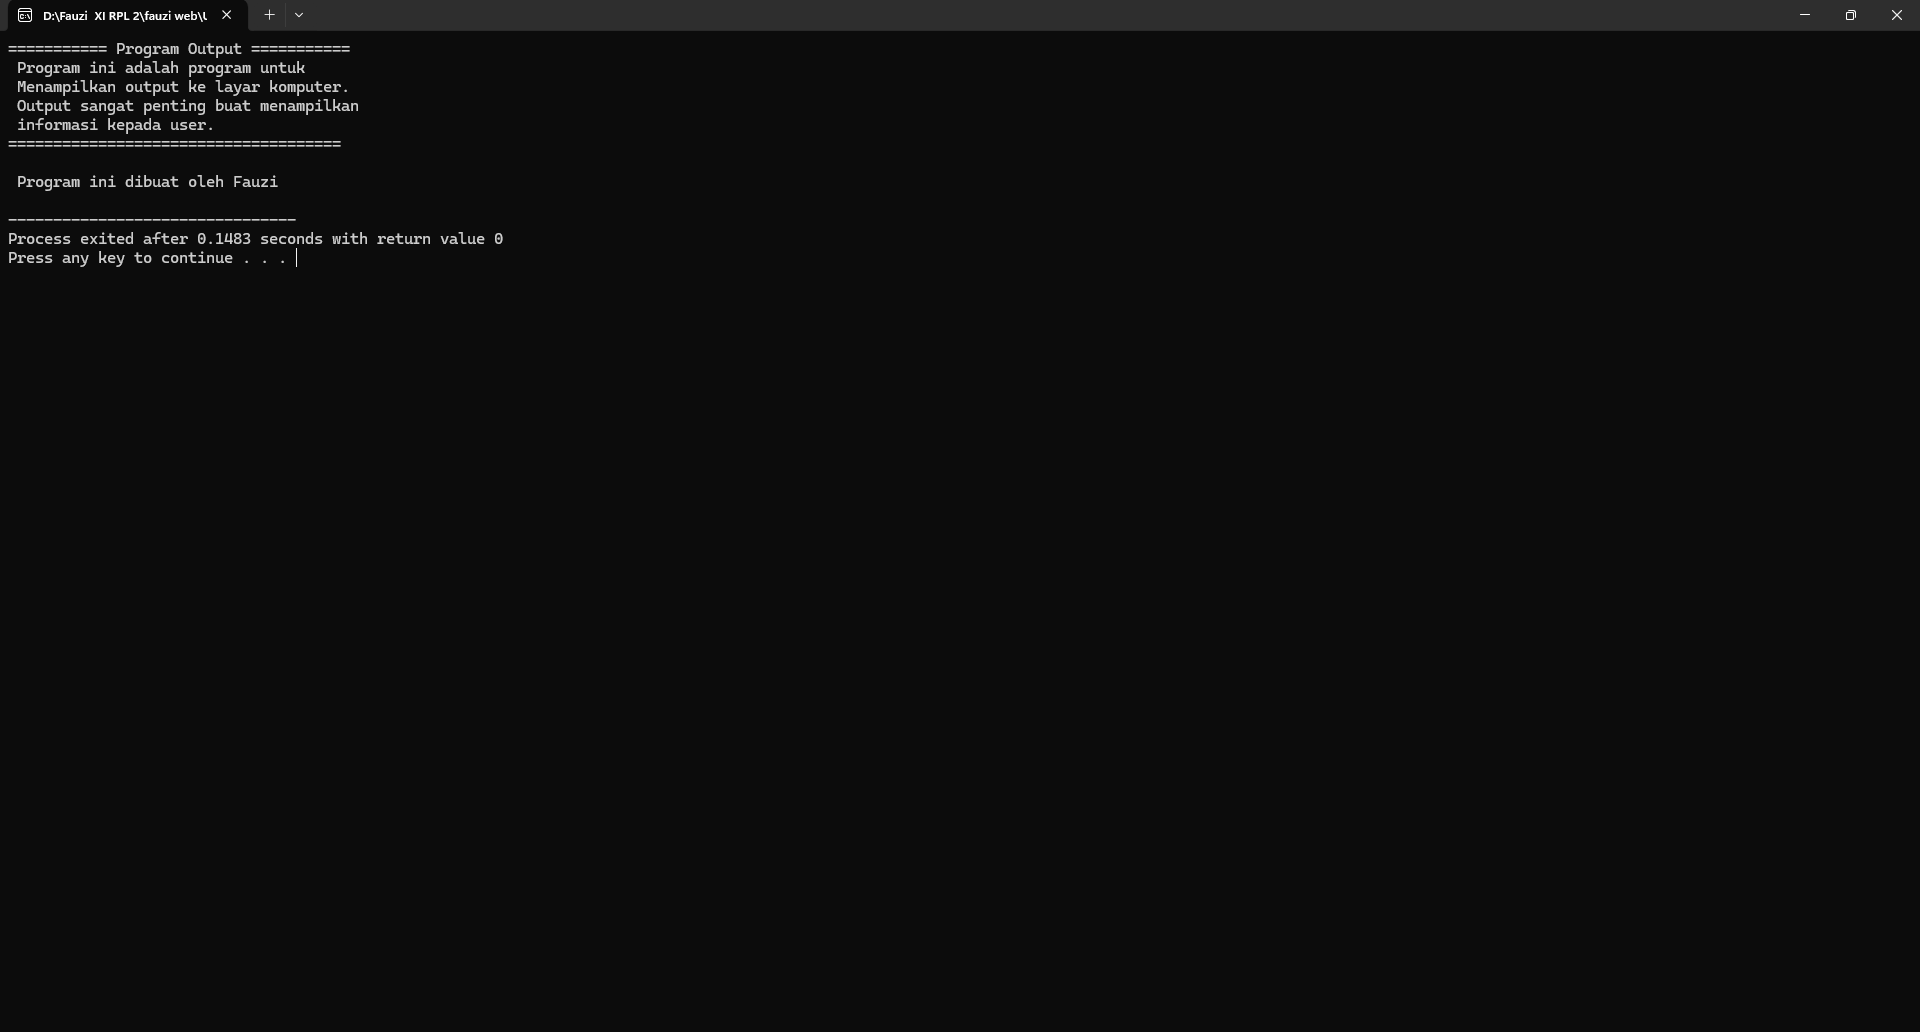 D:\Fauzi  XI RPL 2\fauzi web\
=========== Program Output ===========
 Program ini adalah program untuk
 Menampilkan output ke layar komputer.
 Output sangat penting buat menampilkan
 informasi kepada user.
=====================================

 Program ini dibuat oleh Fauzi

--------------------------------
Process exited after 0.1483 seconds with return value 0
Press any key to continue . . .